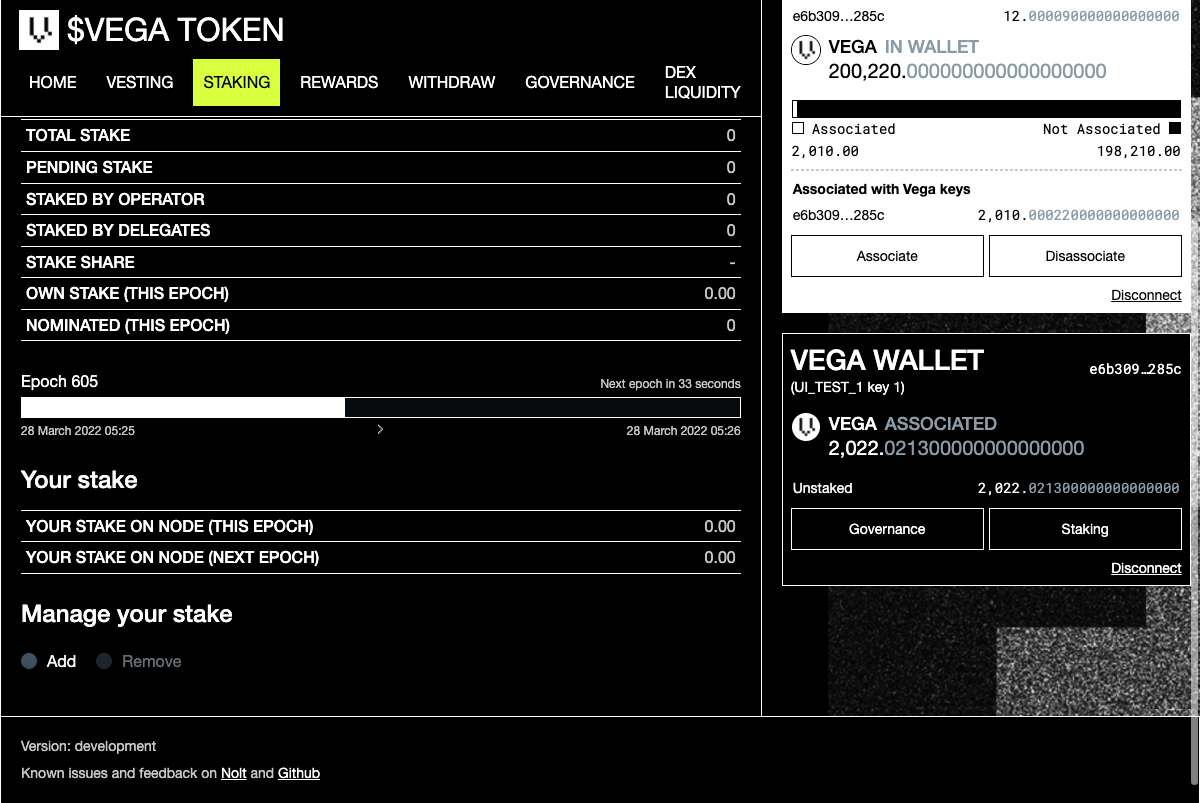 $VEGA TOKEN
HOME VESTING STAKING REWARDS WITHDRAW GOVERNANCE DEX LIQUIDITY
TOTAL STAKE 0
PENDING STAKE 0
STAKED BY OPERATOR 0
STAKED BY DELEGATES 0
STAKE SHARE -
OWN STAKE (THIS EPOCH) 0.00
NOMINATED (THIS EPOCH) 0
Epoch 605 Next epoch in 33 seconds
28 March 2022 05:25 28 March 2022 05:26
Your stake
YOUR STAKE ON NODE (THIS EPOCH) 0.00
YOUR STAKE ON NODE (NEXT EPOCH) 0.00
Manage your stake
Add Remove
e6b309…285c 12.000090000000000000
VEGA IN WALLET
200,220.000000000000000000
Associated Not Associated
2,010.00 198,210.00
Associated with Vega keys
e6b309…285c 2,010.000220000000000000
Associate Disassociate
Disconnect
VEGA WALLET e6b309…285c
(UI_TEST_1 key 1)
VEGA ASSOCIATED
2,022.021300000000000000
Unstaked 2,022.021300000000000000
Governance Staking
Disconnect
Version: development
Known issues and feedback on Nolt and Github